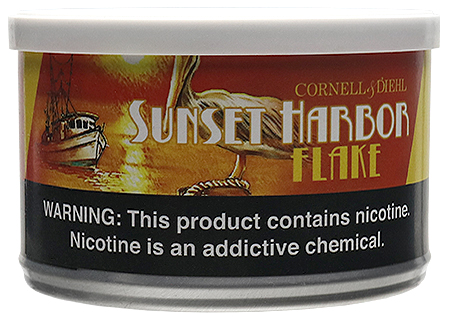 CORNELL & DIEHL
SUNSET HARBOR
FLAKE
WARNING: This product contains nicotine.
Nicotine is an addictive chemical.